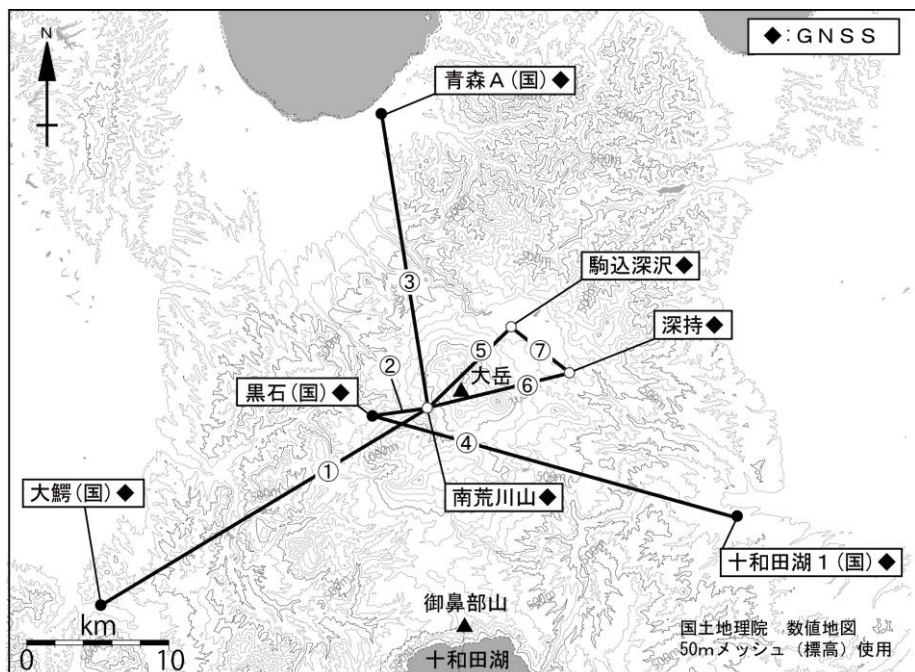 N
◆:GNSS
青森A(国)◆
500m
③
駒込深沢◆
深持◆
⑤
⑦
大岳
②
⑥
黒石(国)◆
④
1000m
①
500m
大鰐(国)◆
南荒川山◆
十和田湖1(国)◆
御鼻部山
km
0 10
十和田湖
国土地理院 数値地図
50mメッシュ(標高)使用